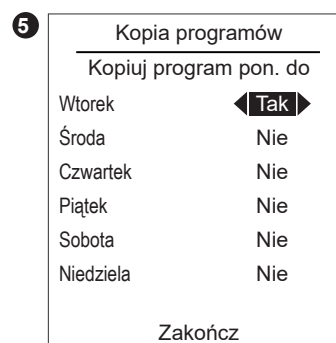 5
Kopia programów
Kopiuj program pon. do
Wtorek Tak
Środa Nie
Czwartek Nie
Piątek Nie
Sobota Nie
Niedziela Nie
Zakończ